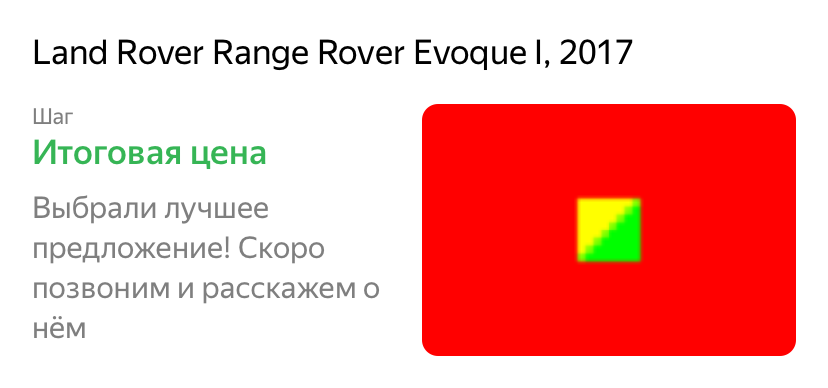 Land Rover Range Rover Evoque I, 2017
Шаг
Итоговая цена
Выбрали лучшее
предложение! Скоро
позвоним и расскажем о
нём